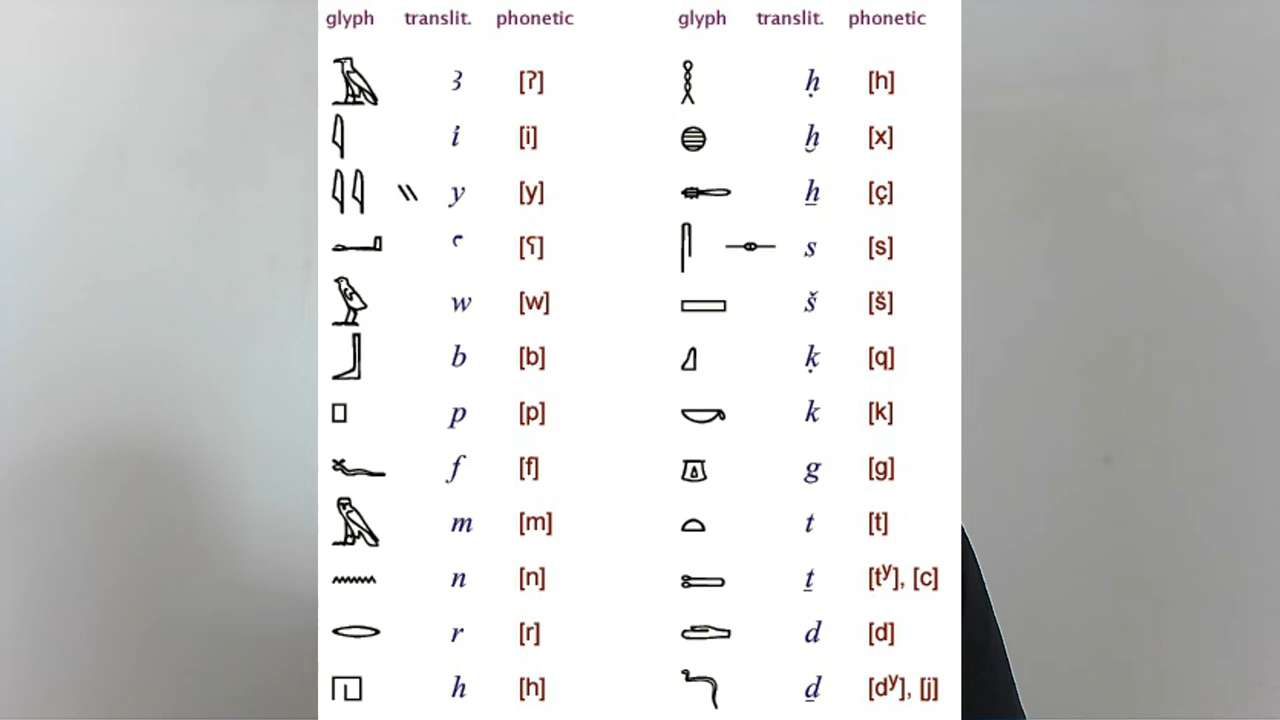 glyph translit. phonetic
ꜣ [ʔ]
i [i]
y [y]
ꜥ [ʕ]
w [w]
b [b]
p [p]
f [f]
m [m]
n [n]
r [r]
h [h]
glyph translit. phonetic
ḥ [h]
ḫ [x]
ẖ [ç]
s [s]
š [š]
ḳ [q]
k [k]
g [g]
t [t]
ṯ [tʸ], [c]
d [d]
ḏ [dʸ], [j]